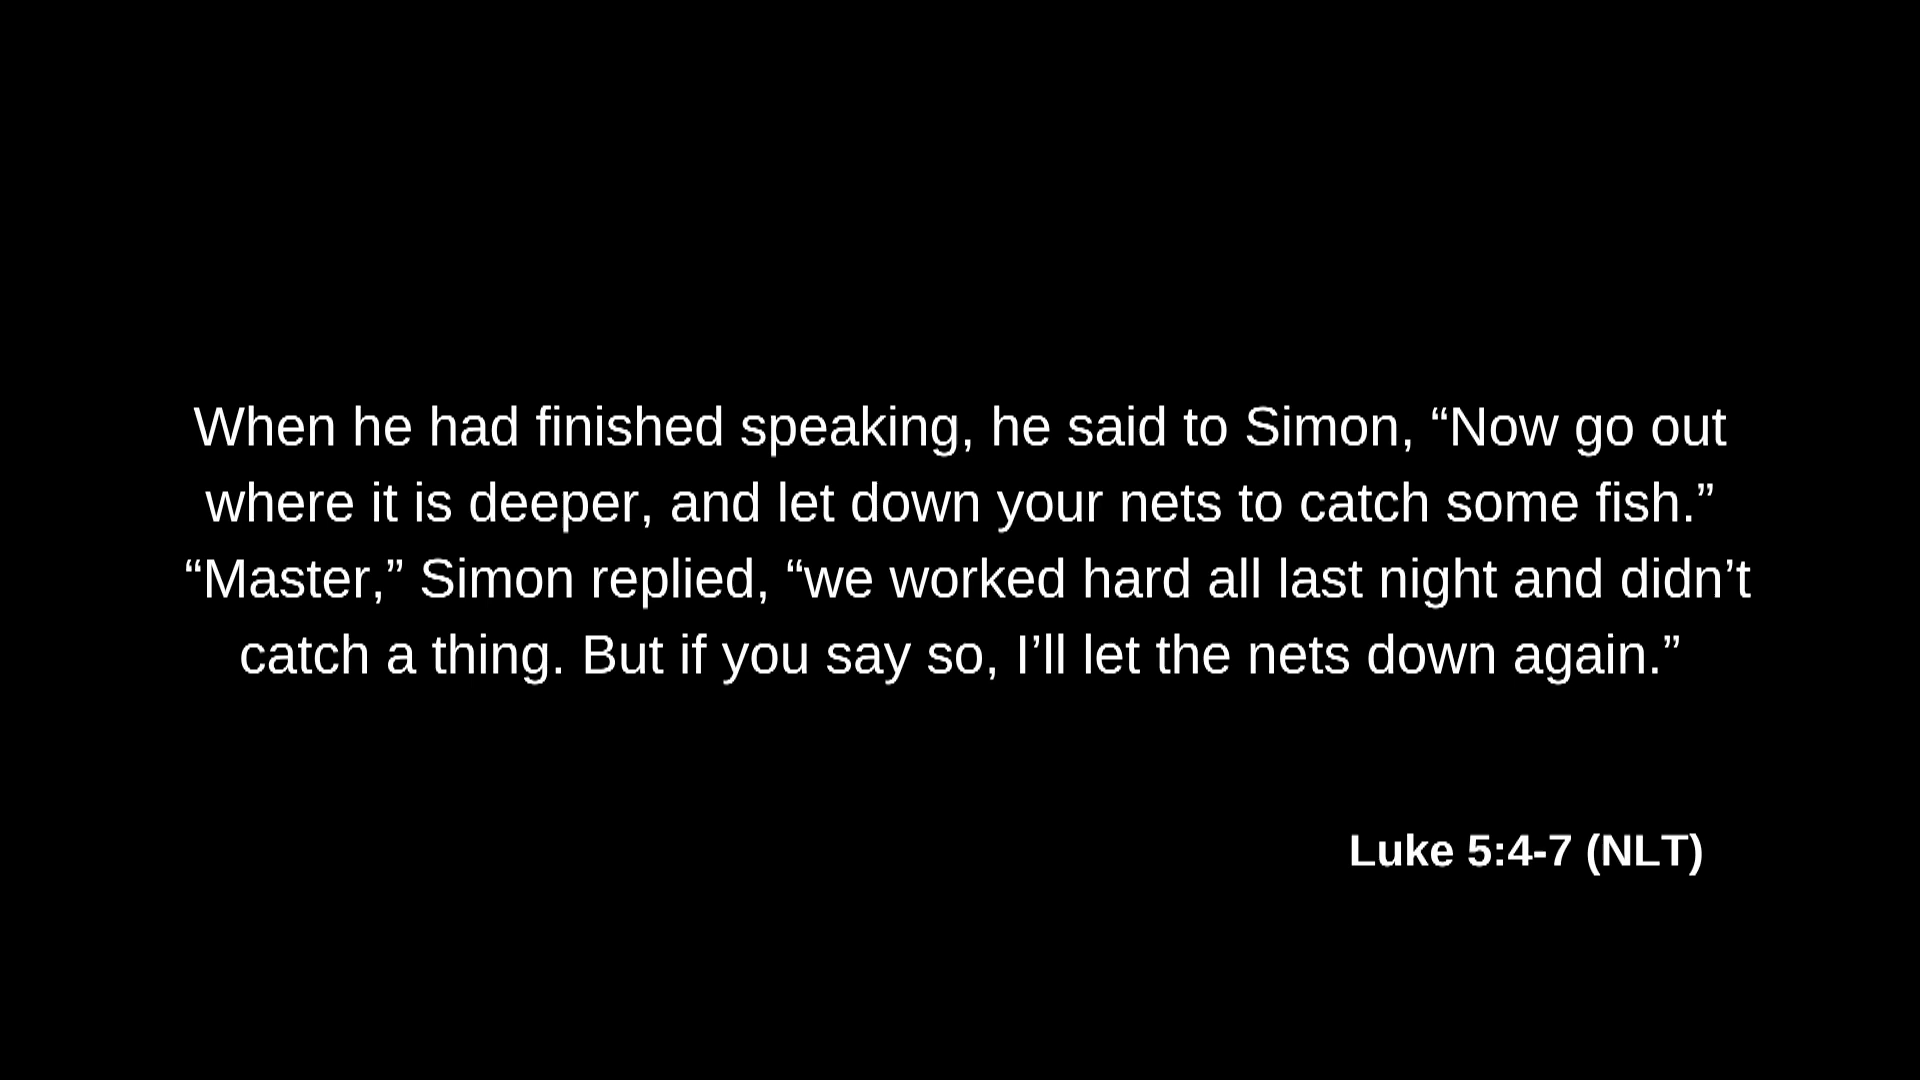 When he had finished speaking, he said to Simon, “Now go out
where it is deeper, and let down your nets to catch some fish.”
“Master,” Simon replied, “we worked hard all last night and didn’t
catch a thing. But if you say so, I’ll let the nets down again.”
Luke 5:4-7 (NLT)